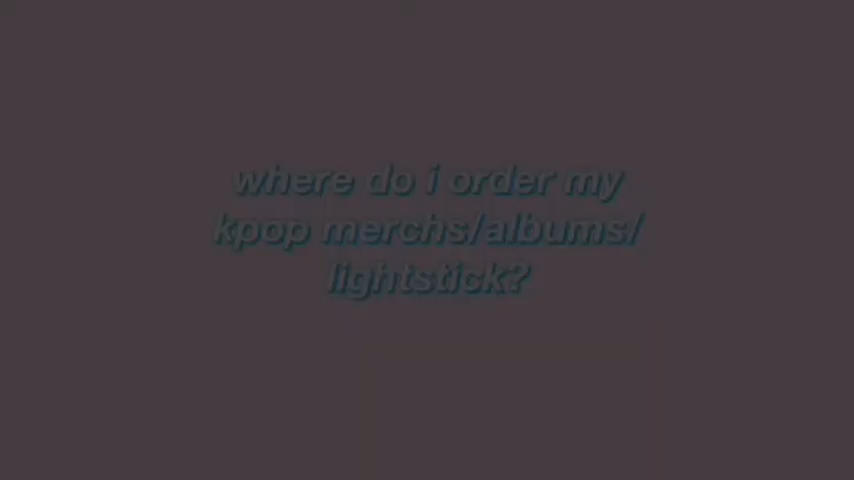 where do i order my
kpop merchs/albums/
lightstick?